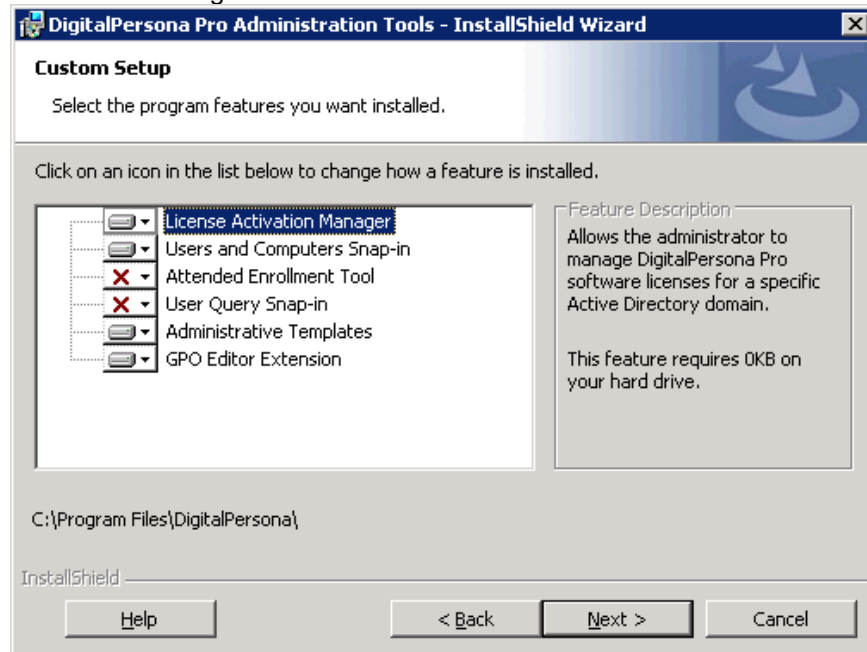 DigitalPersona Pro Administration Tools - InstallShield Wizard
Custom Setup
Select the program features you want installed.
Click on an icon in the list below to change how a feature is installed.
License Activation Manager
Users and Computers Snap-in
Attended Enrollment Tool
User Query Snap-in
Administrative Templates
GPO Editor Extension
Feature Description
Allows the administrator to
manage DigitalPersona Pro
software licenses for a specific
Active Directory domain.
This feature requires 0KB on
your hard drive.
C:\Program Files\DigitalPersona\
InstallShield
Help
< Back
Next >
Cancel